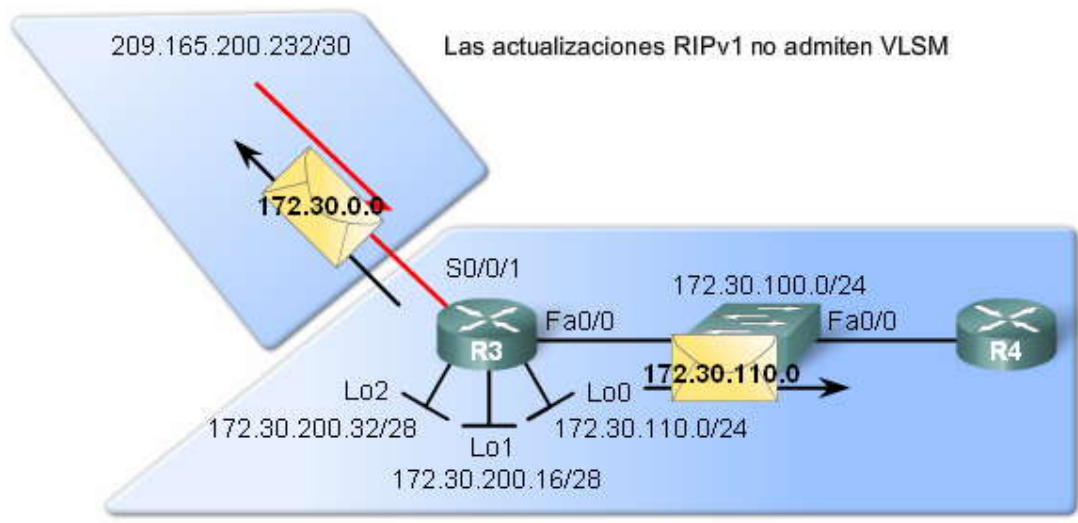 209.165.200.232/30
Las actualizaciones RIPv1 no admiten VLSM
172.30.0.0
S0/0/1
172.30.100.0/24
Fa0/0
Fa0/0
R3
R4
172.30.110.0
Lo2
Lo0
172.30.200.32/28
172.30.110.0/24
Lo1
172.30.200.16/28